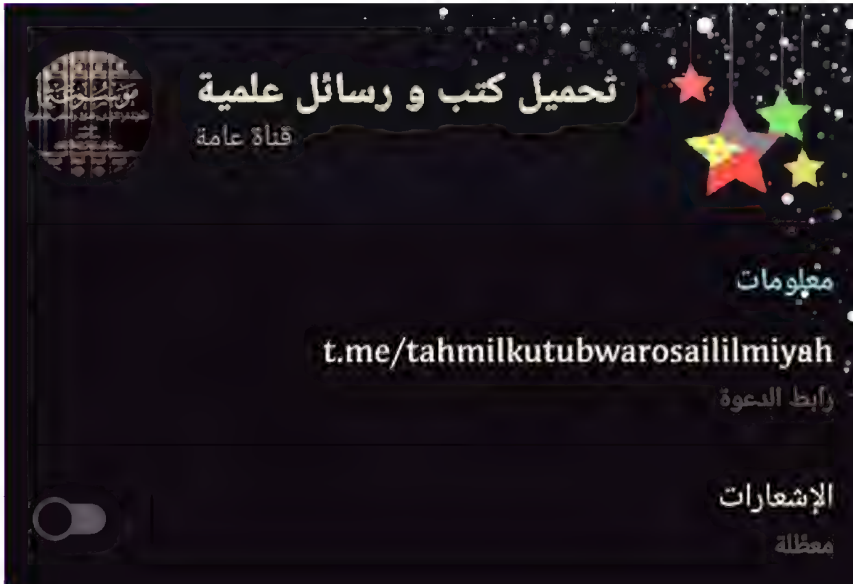 تحميل كتب و رسائل علمية
قناة عامة
معلومات
t.me/tahmilkutubwarosaililmiyah
رابط الدعوة
الإشعارات
معطلة